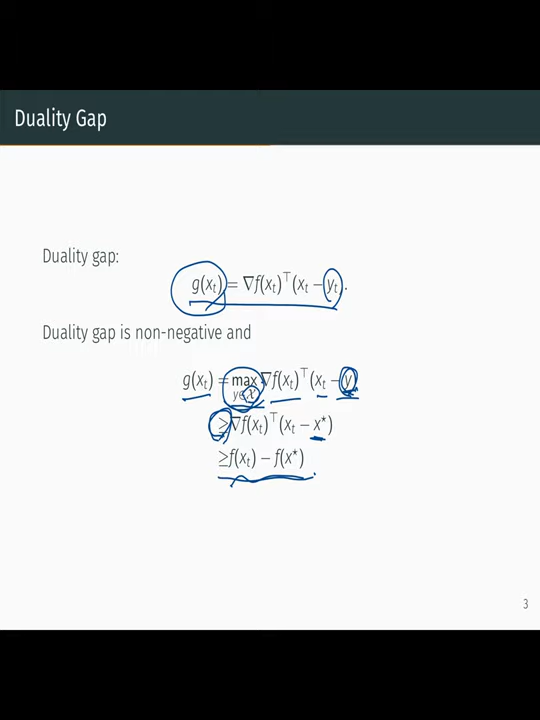 Duality Gap
Duality gap:
g(xₜ) = ∇f(xₜ)ᵀ(xₜ − yₜ).
Duality gap is non-negative and
g(xₜ) = max_{y∈𝒳} ∇f(xₜ)ᵀ(xₜ − y)
≥∇f(xₜ)ᵀ(xₜ − x*)
≥f(xₜ) − f(x*)
3